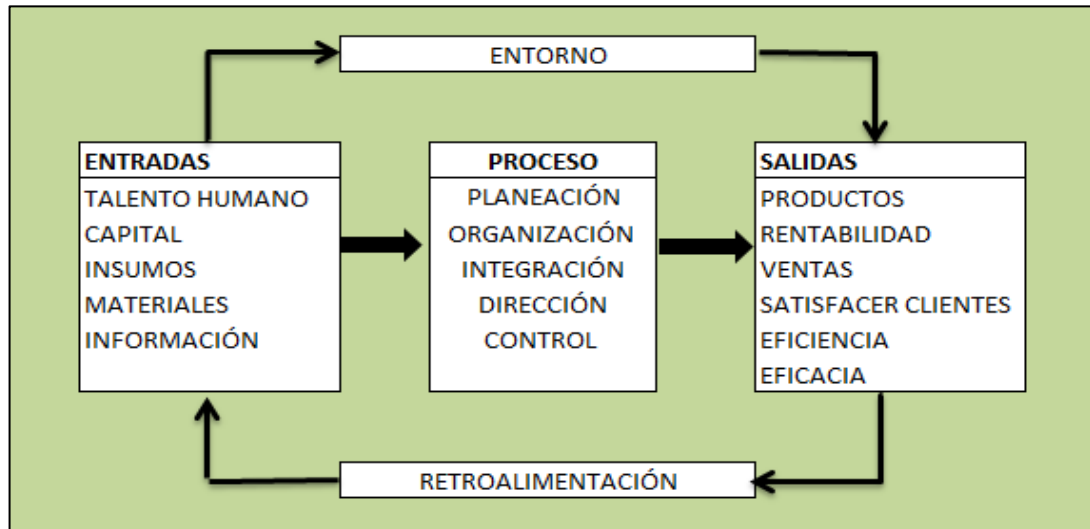 ENTORNO
ENTRADAS
TALENTO HUMANO
CAPITAL
INSUMOS
MATERIALES
INFORMACIÓN
PROCESO
PLANEACIÓN
ORGANIZACIÓN
INTEGRACIÓN
DIRECCIÓN
CONTROL
SALIDAS
PRODUCTOS
RENTABILIDAD
VENTAS
SATISFACER CLIENTES
EFICIENCIA
EFICACIA
RETROALIMENTACIÓN